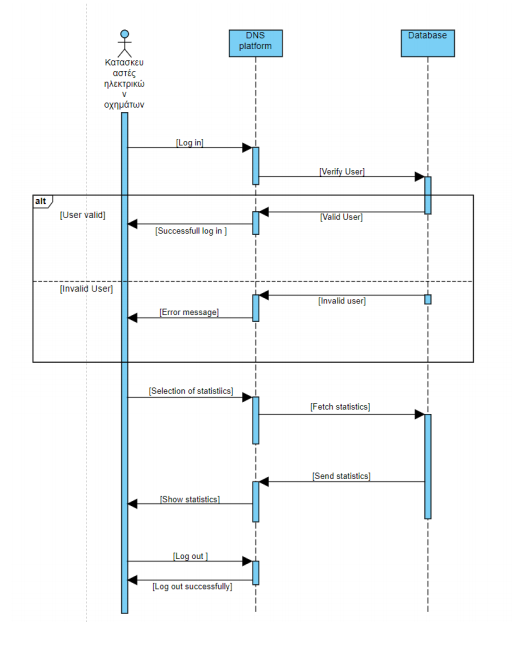 DNS
platform
Database
Κατασκευ
αστές
ηλεκτρικώ
ν
οχημάτων
[Log in]
[Verify User]
alt
[User valid]
[Valid User]
[Successfull log in ]
[Invalid User]
[Invalid user]
[Error message]
[Selection of statistiics]
[Fetch statistics]
[Send statistics]
[Show statistics]
[Log out ]
[Log out successfully]